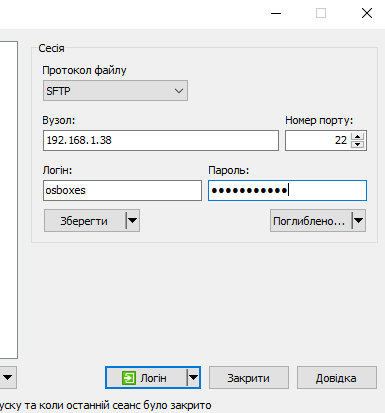 Сесія
Протокол файлу
SFTP
Вузол: Номер порту:
192.168.1.38 22
Логін: Пароль:
osboxes ●●●●●●●●●●●
Зберегти Поглиблено...
Логін Закрити Довідка
уску та коли останній сеанс було закрито